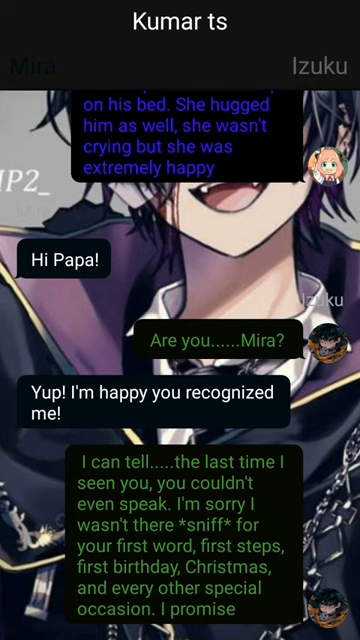 Kumar ts
Mira
Izuku
on his bed. She hugged
him as well, she wasn't
crying but she was
extremely happy
IP2_
Hi Papa!
Izuku
Are you......Mira?
Yup! I'm happy you recognized
me!
I can tell.....the last time I
seen you, you couldn't
even speak. I'm sorry I
wasn't there *sniff* for
your first word, first steps,
first birthday, Christmas,
and every other special
occasion. I promise